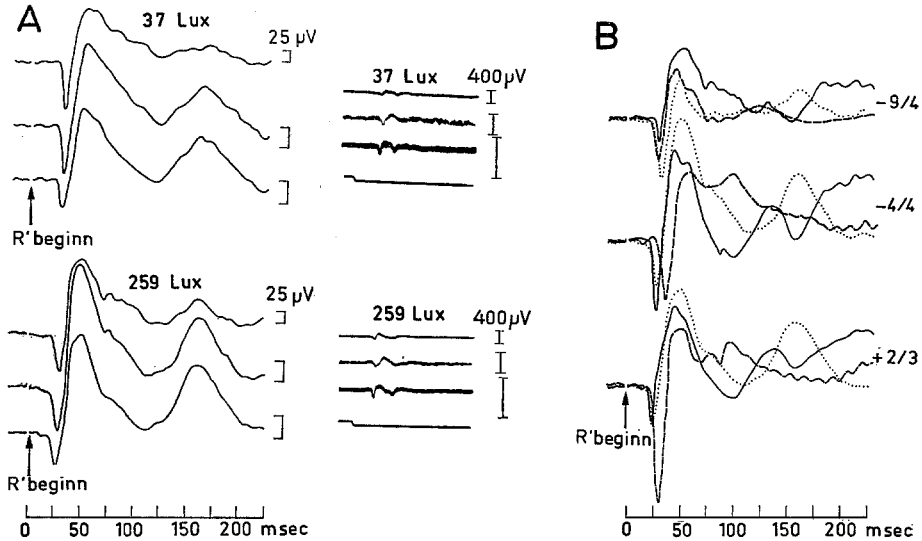 A
37 Lux
25 µV
R'beginn
37 Lux 400µV
259 Lux
25 µV
R'beginn
259 Lux
400µV
0 50 100 150 200 msec
B
-9/4
-4/4
+2/3
R'beginn
0 50 100 150 200 msec